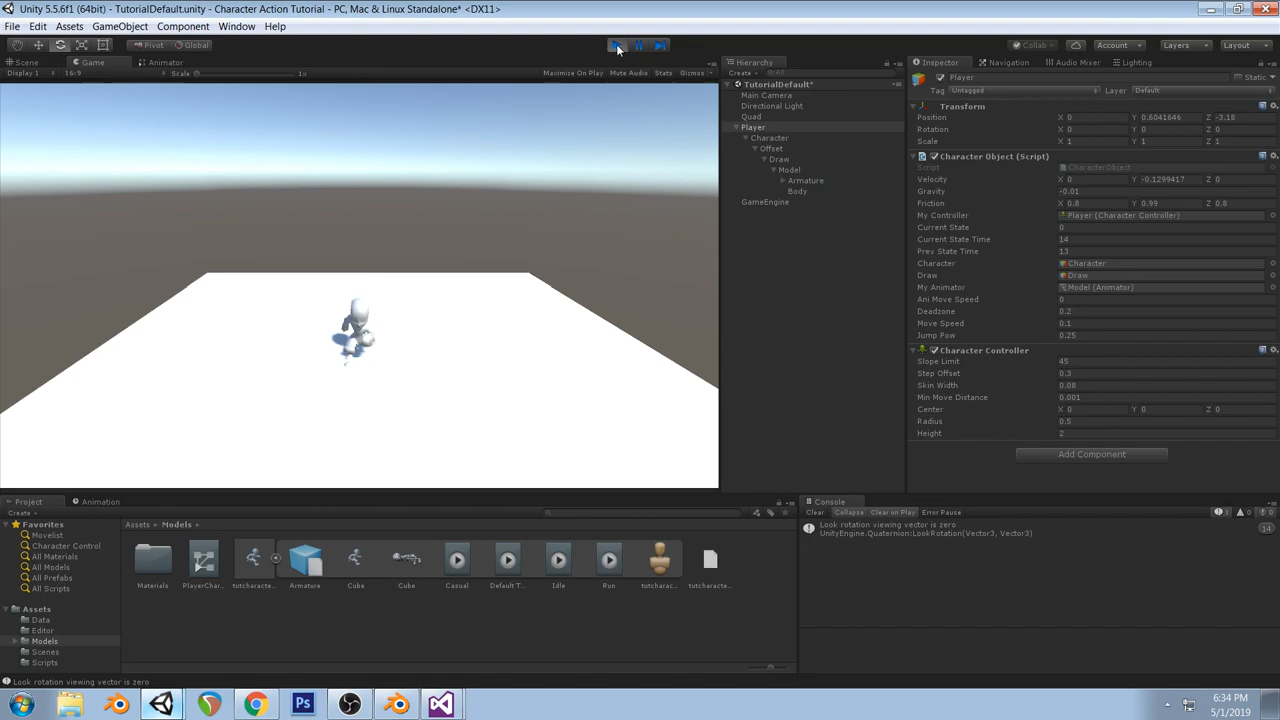 Unity 5.5.6f1 (64bit) - TutorialDefault.unity - Character Action Tutorial - PC, Mac & Linux Standalone* <DX11>
File Edit Assets GameObject Component Window Help
Pivot Global Collab Account Layers Layout
Scene Game Animator
Display 1 16:9 Scale 1x Maximize On Play Mute Audio Stats Gizmos
Hierarchy
Create All
TutorialDefault*
Main Camera
Directional Light
Quad
Player
Character
Offset
Draw
Model
Armature
Body
GameEngine
Inspector Navigation Audio Mixer Lighting
Player Static
Tag Untagged Layer Default
Transform
Position X 0 Y 0.6041646 Z -3.18
Rotation X 0 Y 0 Z 0
Scale X 1 Y 1 Z 1
Character Object (Script)
Script CharacterObject
Velocity X 0 Y -0.1299417 Z 0
Gravity -0.01
Friction X 0.8 Y 0.99 Z 0.8
My Controller Player (Character Controller)
Current State 0
Current State Time 14
Prev State Time 13
Character Character
Draw Draw
My Animator Model (Animator)
Ani Move Speed 0
Deadzone 0.2
Move Speed 0.1
Jump Pow 0.25
Character Controller
Slope Limit 45
Step Offset 0.3
Skin Width 0.08
Min Move Distance 0.001
Center X 0 Y 0 Z 0
Radius 0.5
Height 2
Add Component
Project Animation
Create
Favorites
Movelist
Character Control
All Materials
All Models
All Prefabs
All Scripts
Assets
Data
Editor
Models
Scenes
Scripts
Assets Models
Materials PlayerChar... tutcharacte... Armature Cube Cube Casual Default T... Idle Run tutcharac... tutcharacte...
Console
Clear Collapse Clear on Play Error Pause 1 0 0
Look rotation viewing vector is zero
UnityEngine.Quaternion:LookRotation(Vector3, Vector3)
14
Look rotation viewing vector is zero
Ps
6:34 PM
5/1/2019